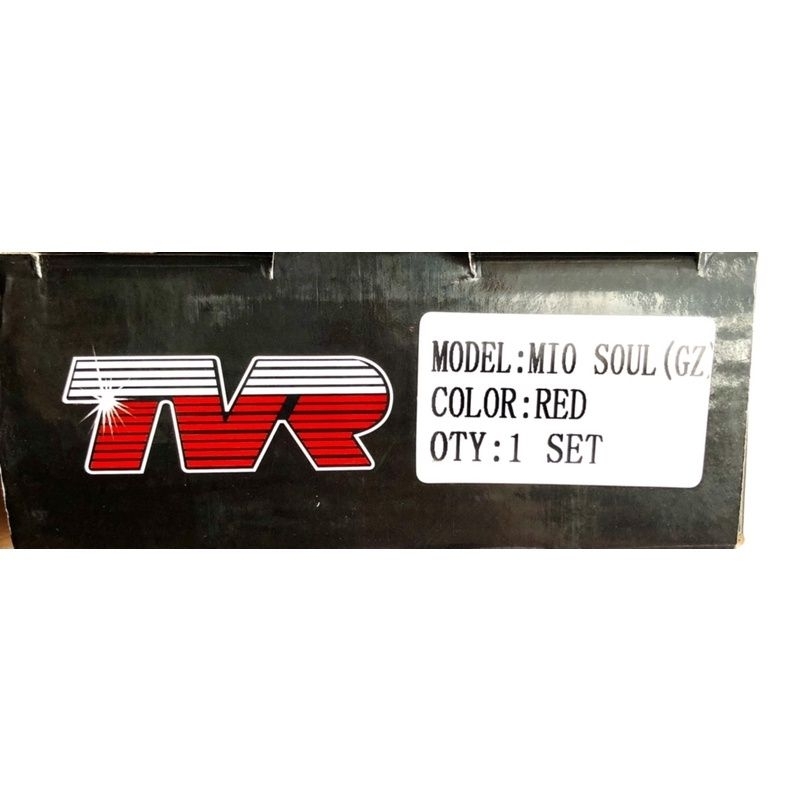 TVR
MODEL:MIO SOUL(GZ)
COLOR:RED
OTY:1 SET